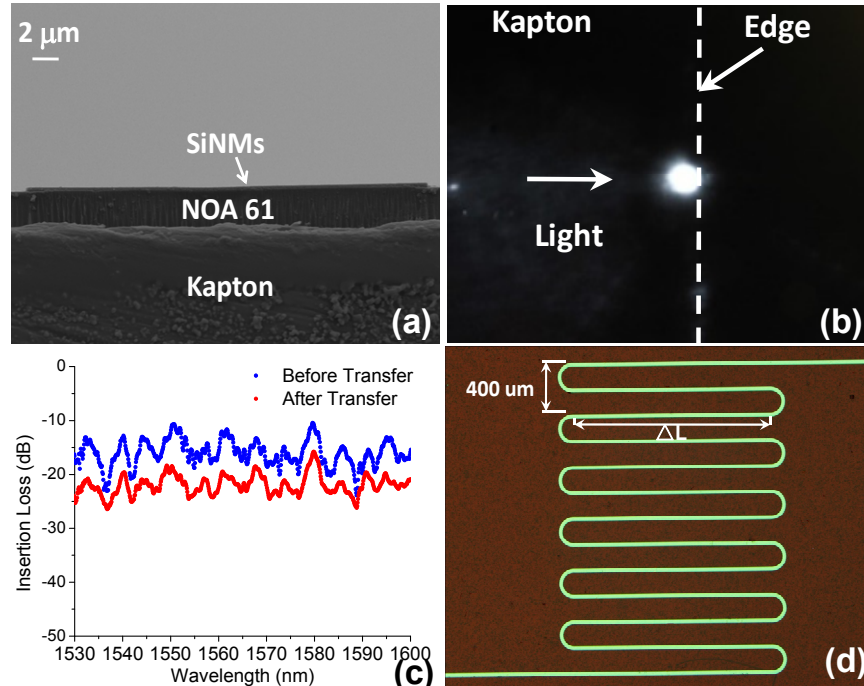 2 μm
SiNMs
NOA 61
Kapton
(a)
Kapton
Edge
Light
(b)
0
-10
-20
-30
-40
-50
Insertion Loss (dB)
Before Transfer
After Transfer
1530 1540 1550 1560 1570 1580 1590 1600
Wavelength (nm)
(c)
400 um
△L
(d)